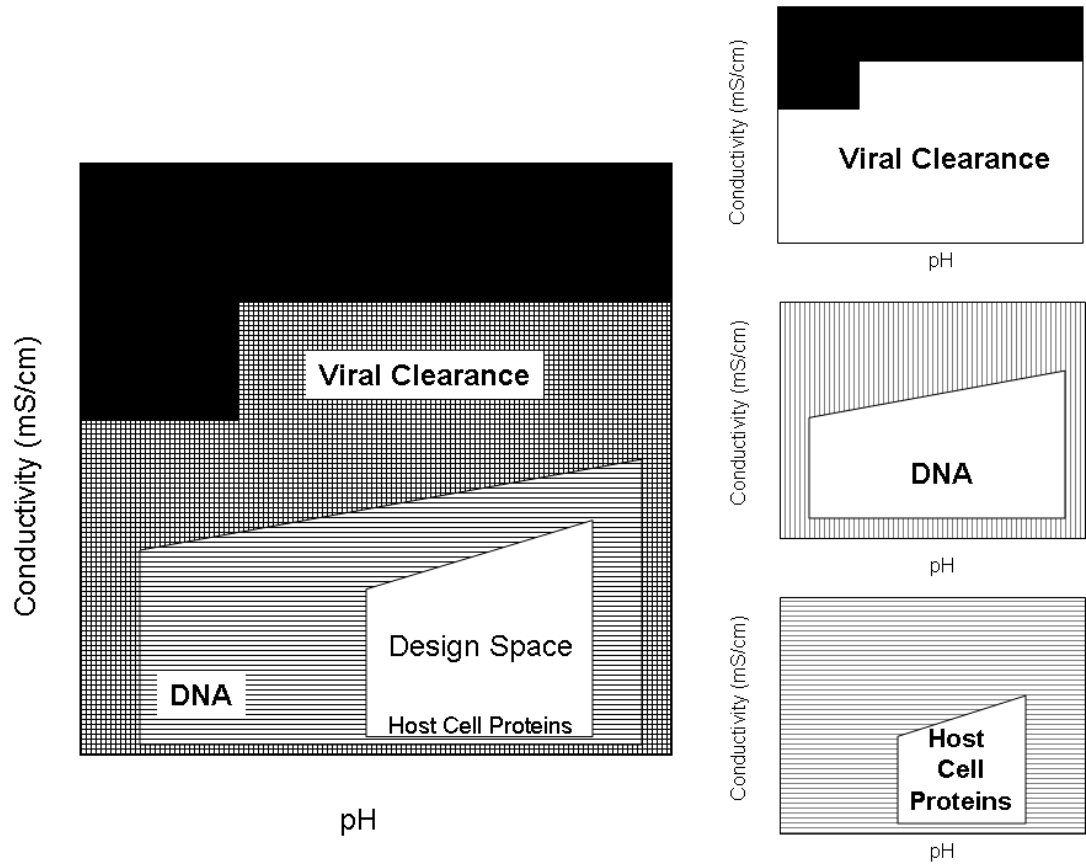 Conductivity (mS/cm)
Viral Clearance
Design Space
DNA
Host Cell Proteins
pH
Conductivity (mS/cm)
Viral Clearance
pH
Conductivity (mS/cm)
DNA
pH
Conductivity (mS/cm)
Host
Cell
Proteins
pH